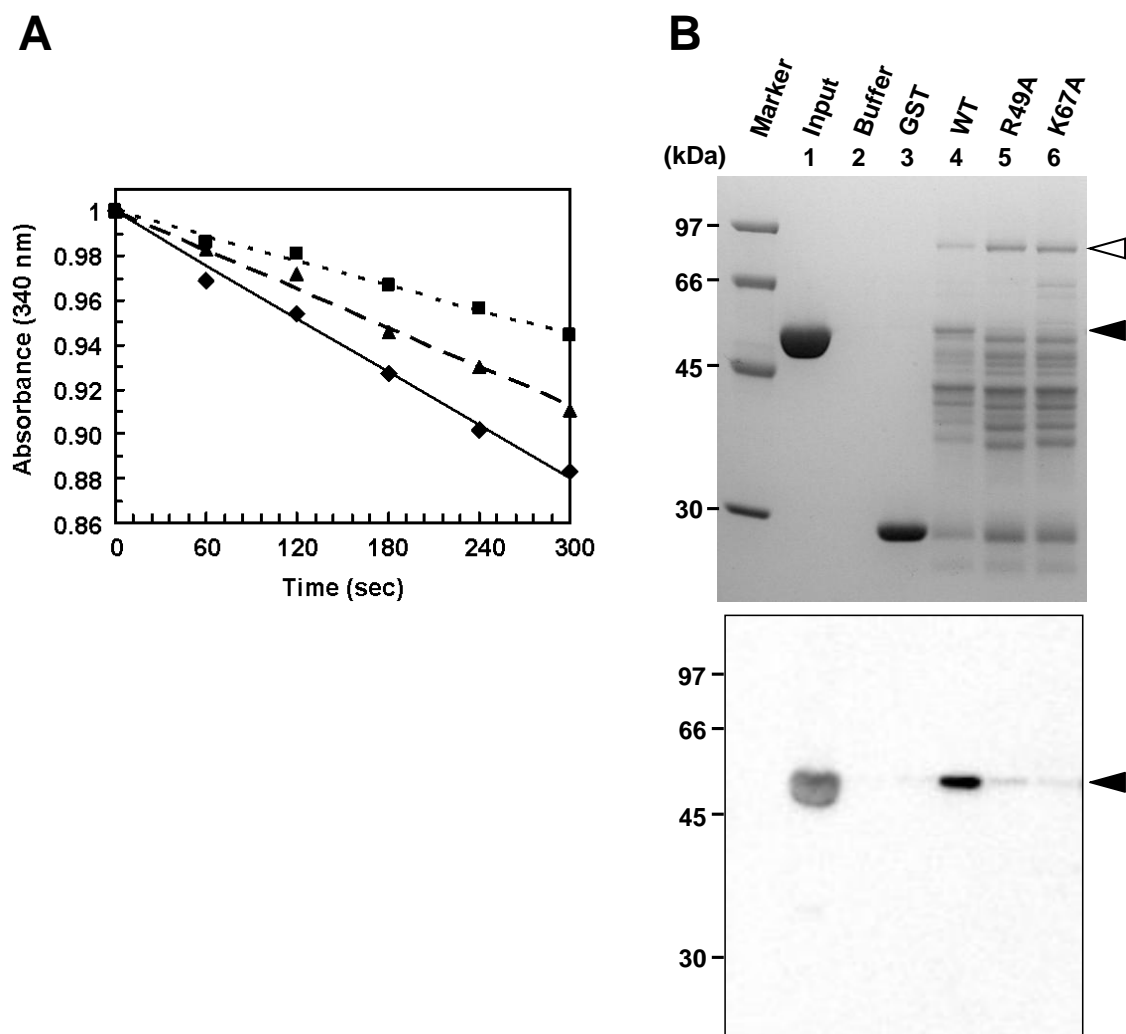 A
Absorbance (340 nm)
1
0.98
0.96
0.94
0.92
0.90
0.88
0.86
0 60 120 180 240 300
Time (sec)
B
Marker Input Buffer GST WT R49A K67A
(kDa) 1 2 3 4 5 6
97
66
45
30
97
66
45
30